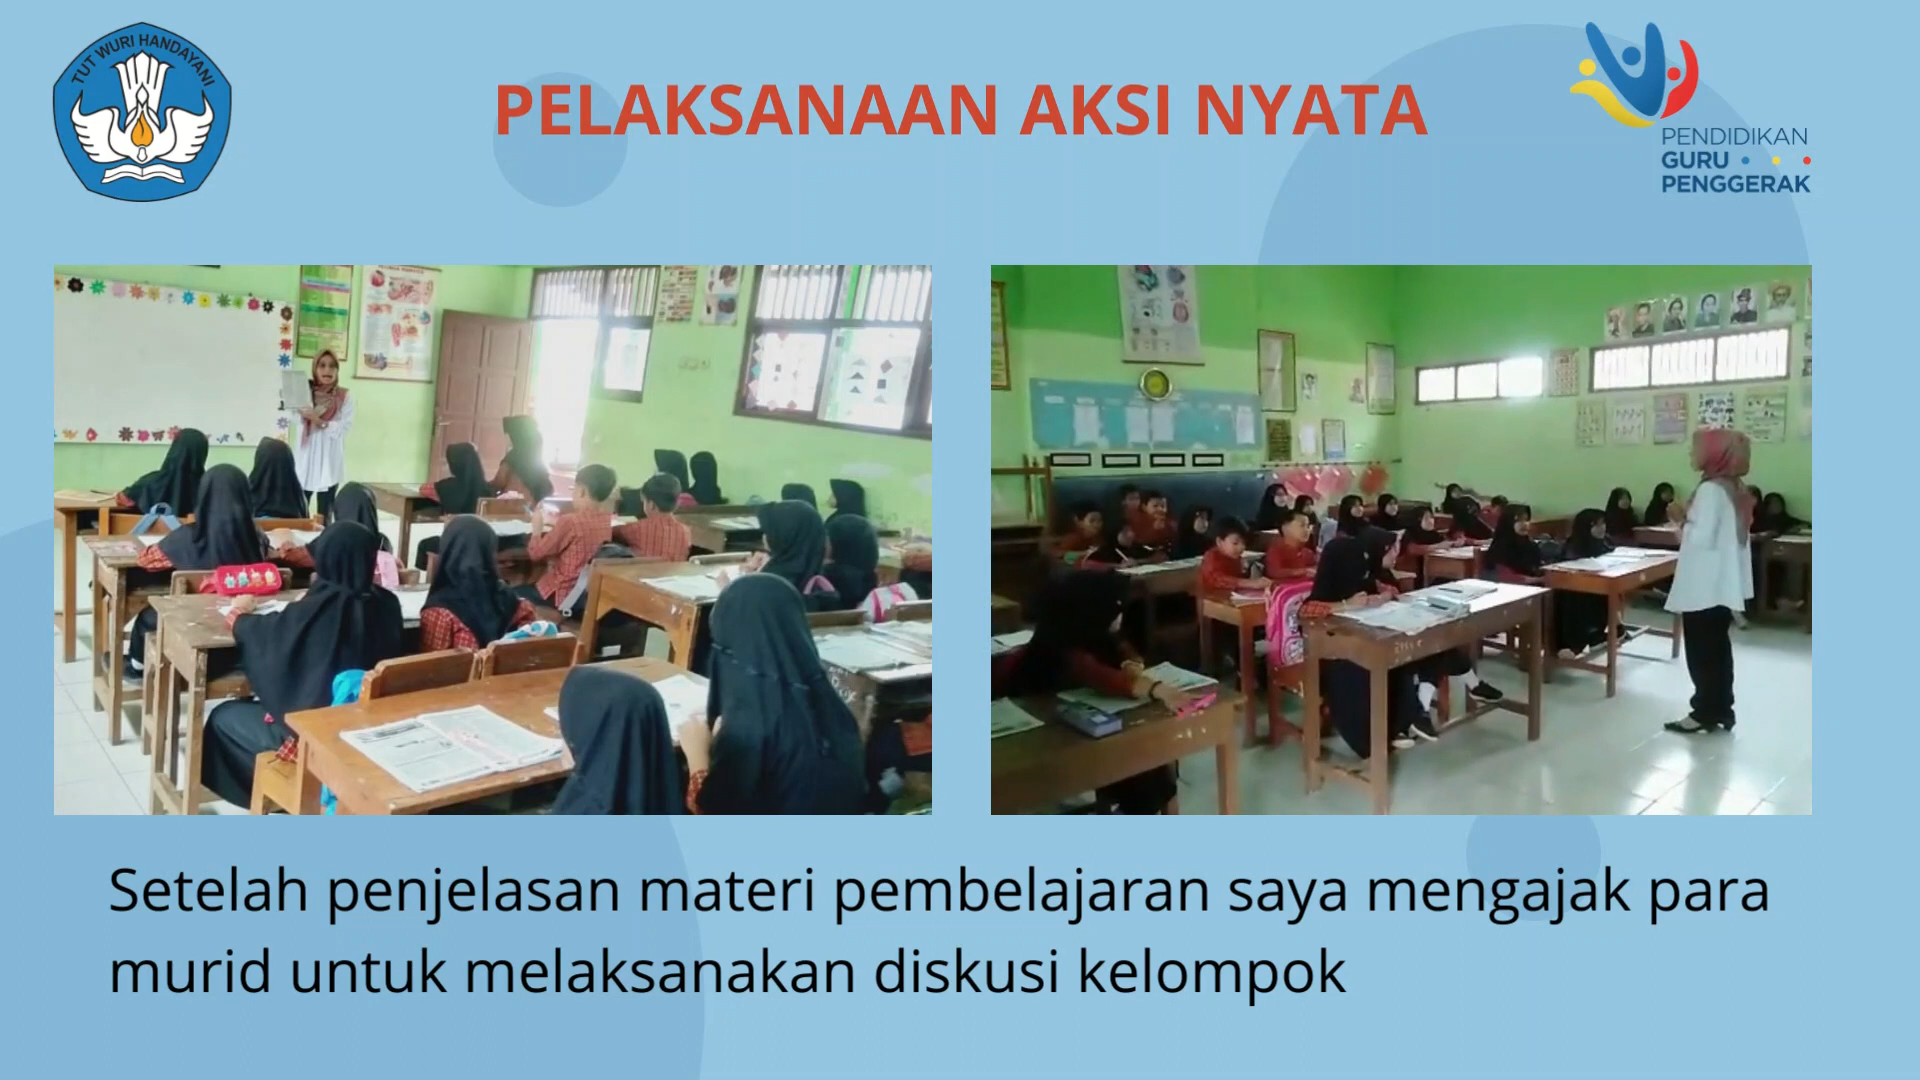 TUT WURI HANDAYANI
PELAKSANAAN AKSI NYATA
PENDIDIKAN
GURU
PENGGERAK
Setelah penjelasan materi pembelajaran saya mengajak para
murid untuk melaksanakan diskusi kelompok